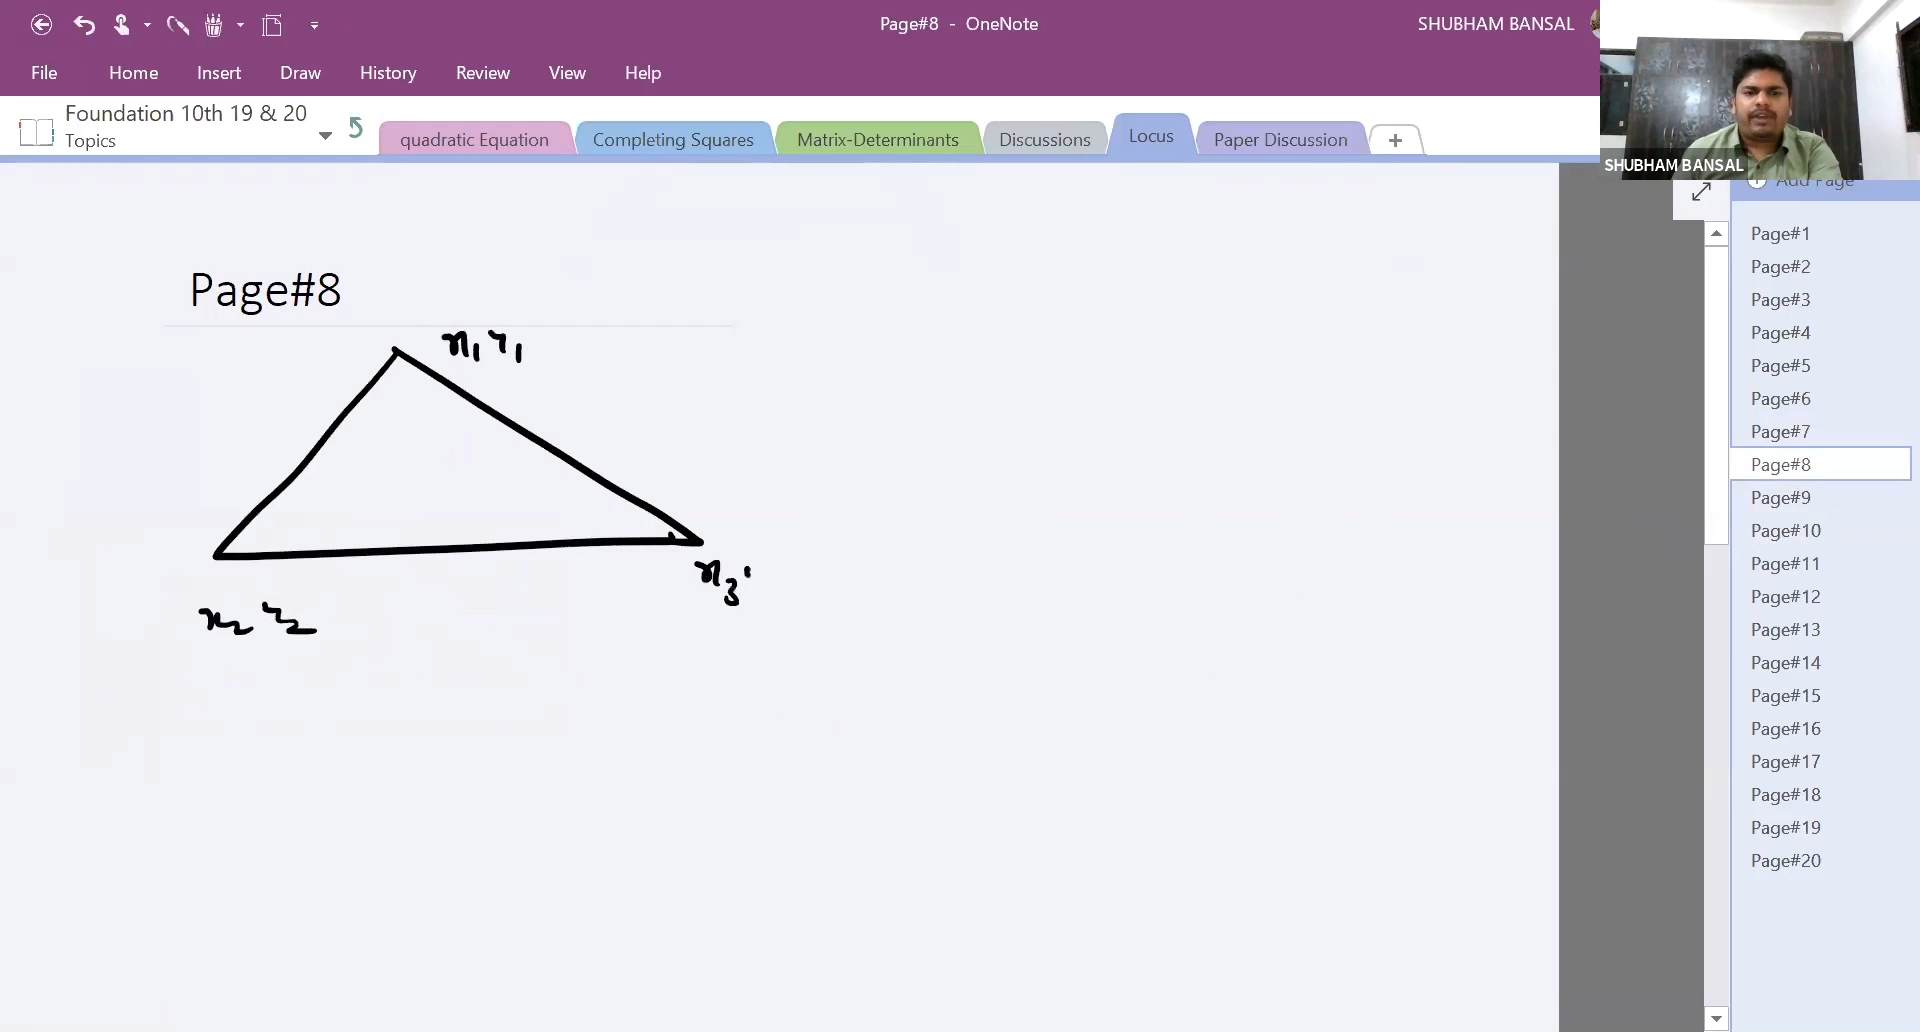 Page#8 - OneNote
SHUBHAM BANSAL
File Home Insert Draw History Review View Help
Foundation 10th 19 & 20
Topics
quadratic Equation Completing Squares Matrix-Determinants Discussions Locus Paper Discussion +
SHUBHAM BANSAL
Add Page
Page#1
Page#2
Page#3
Page#4
Page#5
Page#6
Page#7
Page#8
Page#9
Page#10
Page#11
Page#12
Page#13
Page#14
Page#15
Page#16
Page#17
Page#18
Page#19
Page#20
Page#8
x₁ y₁
x₃
x₂ y₂